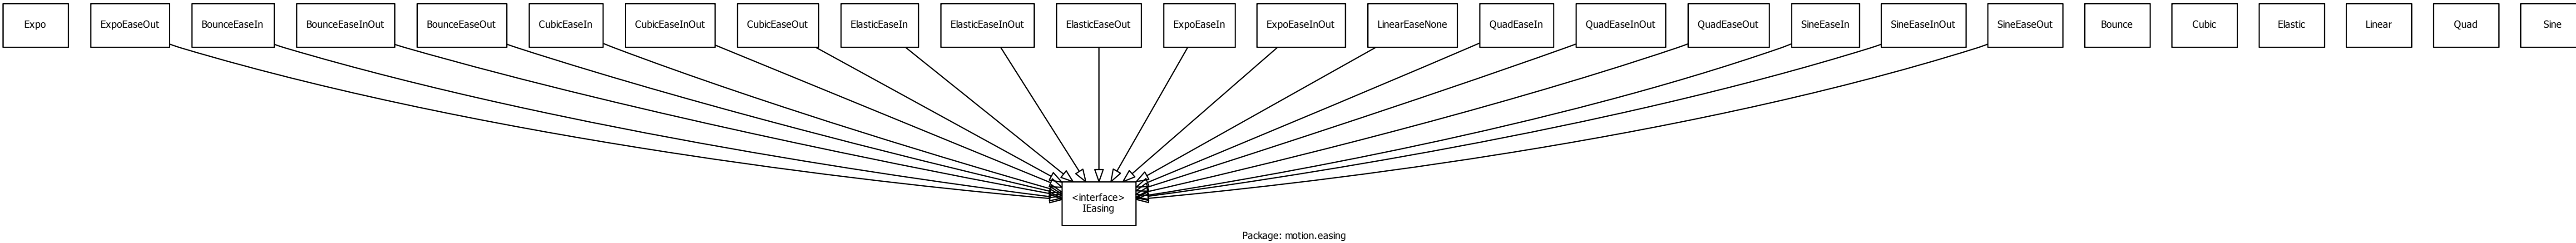 Expo
ExpoEaseOut
BounceEaseIn
BounceEaseInOut
BounceEaseOut
CubicEaseIn
CubicEaseInOut
CubicEaseOut
ElasticEaseIn
ElasticEaseInOut
ElasticEaseOut
ExpoEaseIn
ExpoEaseInOut
LinearEaseNone
QuadEaseIn
QuadEaseInOut
QuadEaseOut
SineEaseIn
SineEaseInOut
SineEaseOut
Bounce
Cubic
Elastic
Linear
Quad
Sine
<interface>
IEasing
Package: motion.easing